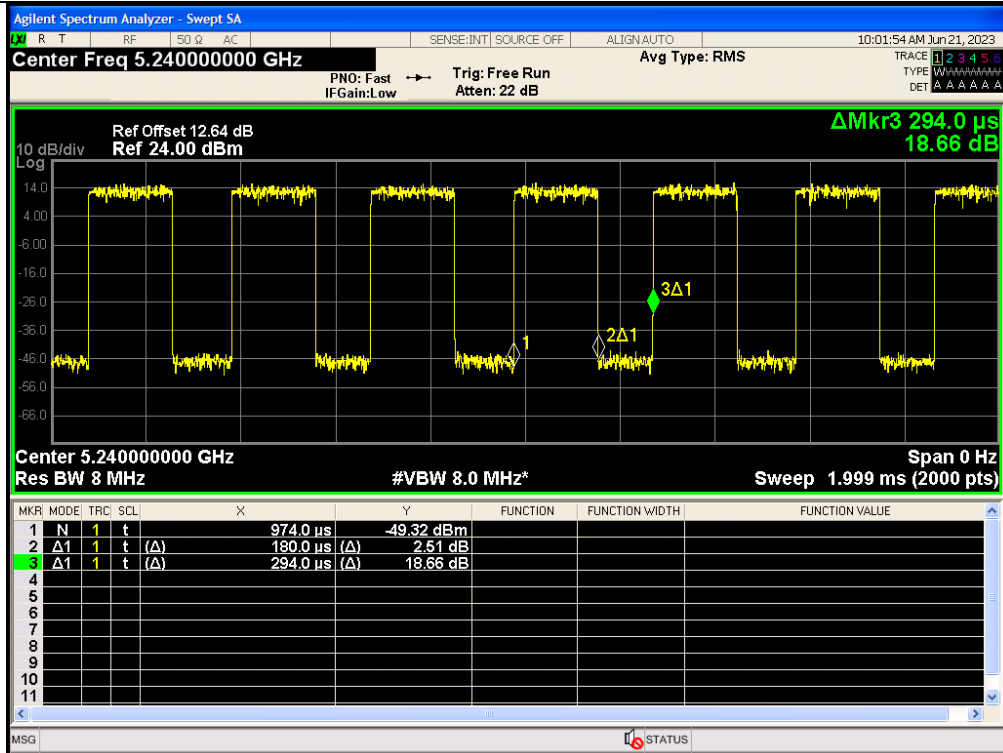 Agilent Spectrum Analyzer - Swept SA
LXI R T RF 50 Ω AC SENSE:INT SOURCE OFF ALIGN AUTO 10:01:54 AM Jun 21, 2023
Center Freq 5.240000000 GHz
PNO: Fast
IFGain:Low
Trig: Free Run
Atten: 22 dB
Avg Type: RMS
TRACE 1 2 3 4 5 6
TYPE W
DET A A A A A A
ΔMkr3 294.0 µs
18.66 dB
Ref Offset 12.64 dB
10 dB/div Ref 24.00 dBm
Log
14.0
4.00
-6.00
-16.0
-26.0
3Δ1
-36.0
2Δ1
1
-46.0
-56.0
-66.0
Center 5.240000000 GHz Span 0 Hz
Res BW 8 MHz #VBW 8.0 MHz* Sweep 1.999 ms (2000 pts)
MKR MODE TRC SCL X Y FUNCTION FUNCTION WIDTH FUNCTION VALUE
1 N 1 t 974.0 µs -49.32 dBm
2 Δ1 1 t (Δ) 180.0 µs (Δ) 2.51 dB
3 Δ1 1 t (Δ) 294.0 µs (Δ) 18.66 dB
4
5
6
7
8
9
10
11
MSG STATUS